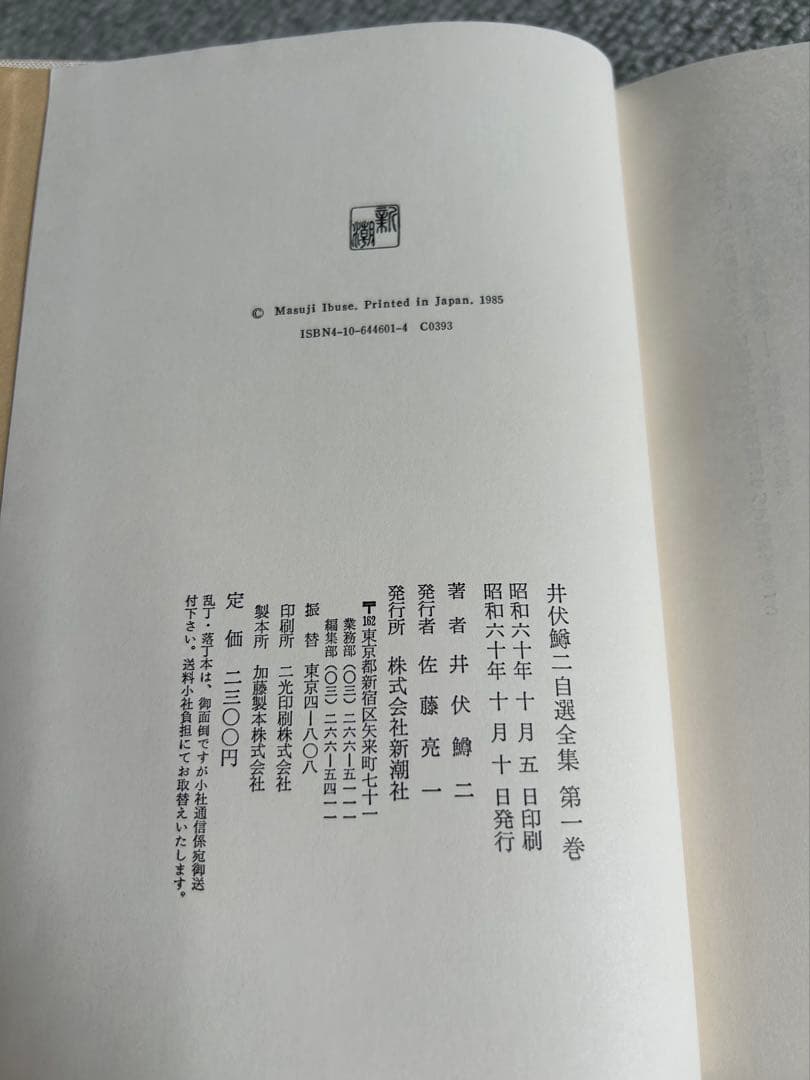 新潮
© Masuji Ibuse. Printed in Japan. 1985
ISBN4-10-644601-4 C0393
井伏鱒二自選全集 第一巻
昭和六十年 十月 五 日印刷
昭和六十年 十月 十 日発行
著者 井伏鱒二
発行者 佐藤亮一
発行所 株式会社新潮社
〒162東京都新宿区矢来町七十一
業務部(〇三)二六六―五一一一
編集部(〇三)二六六―五四一一
振替 東京四―八〇八
印刷所 二光印刷株式会社
製本所 加藤製本株式会社
定価 二三〇〇円
乱丁・落丁本は、御面倒ですが小社通信係宛御送
付下さい。送料小社負担にてお取替えいたします。